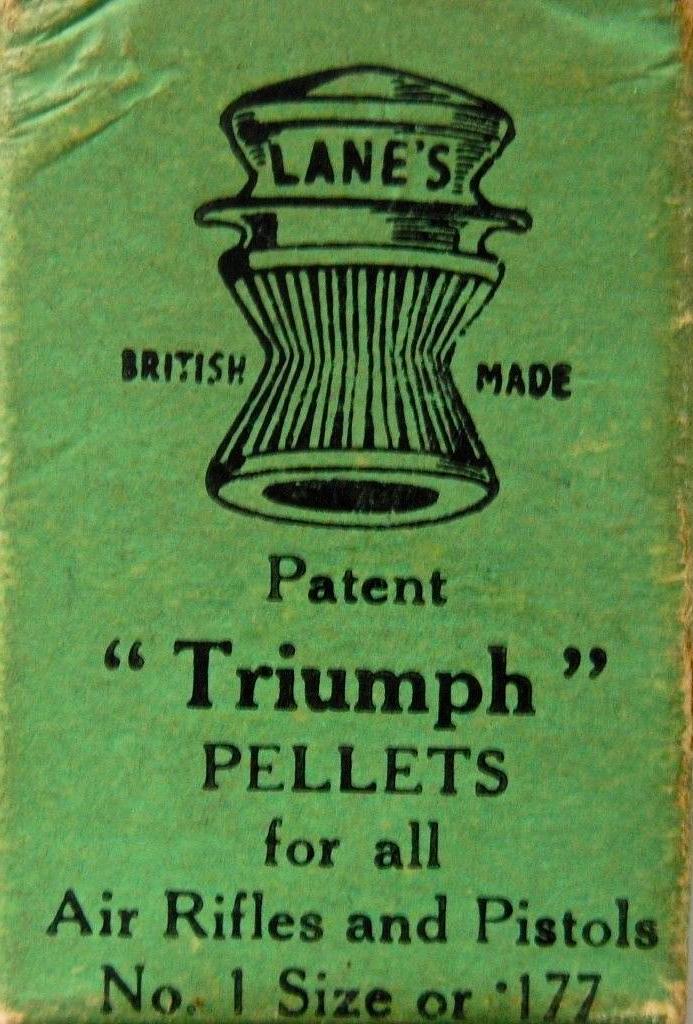 LANE'S
BRITISH MADE
Patent
“Triumph”
PELLETS
for all
Air Rifles and Pistols
No. 1 Size or ·177